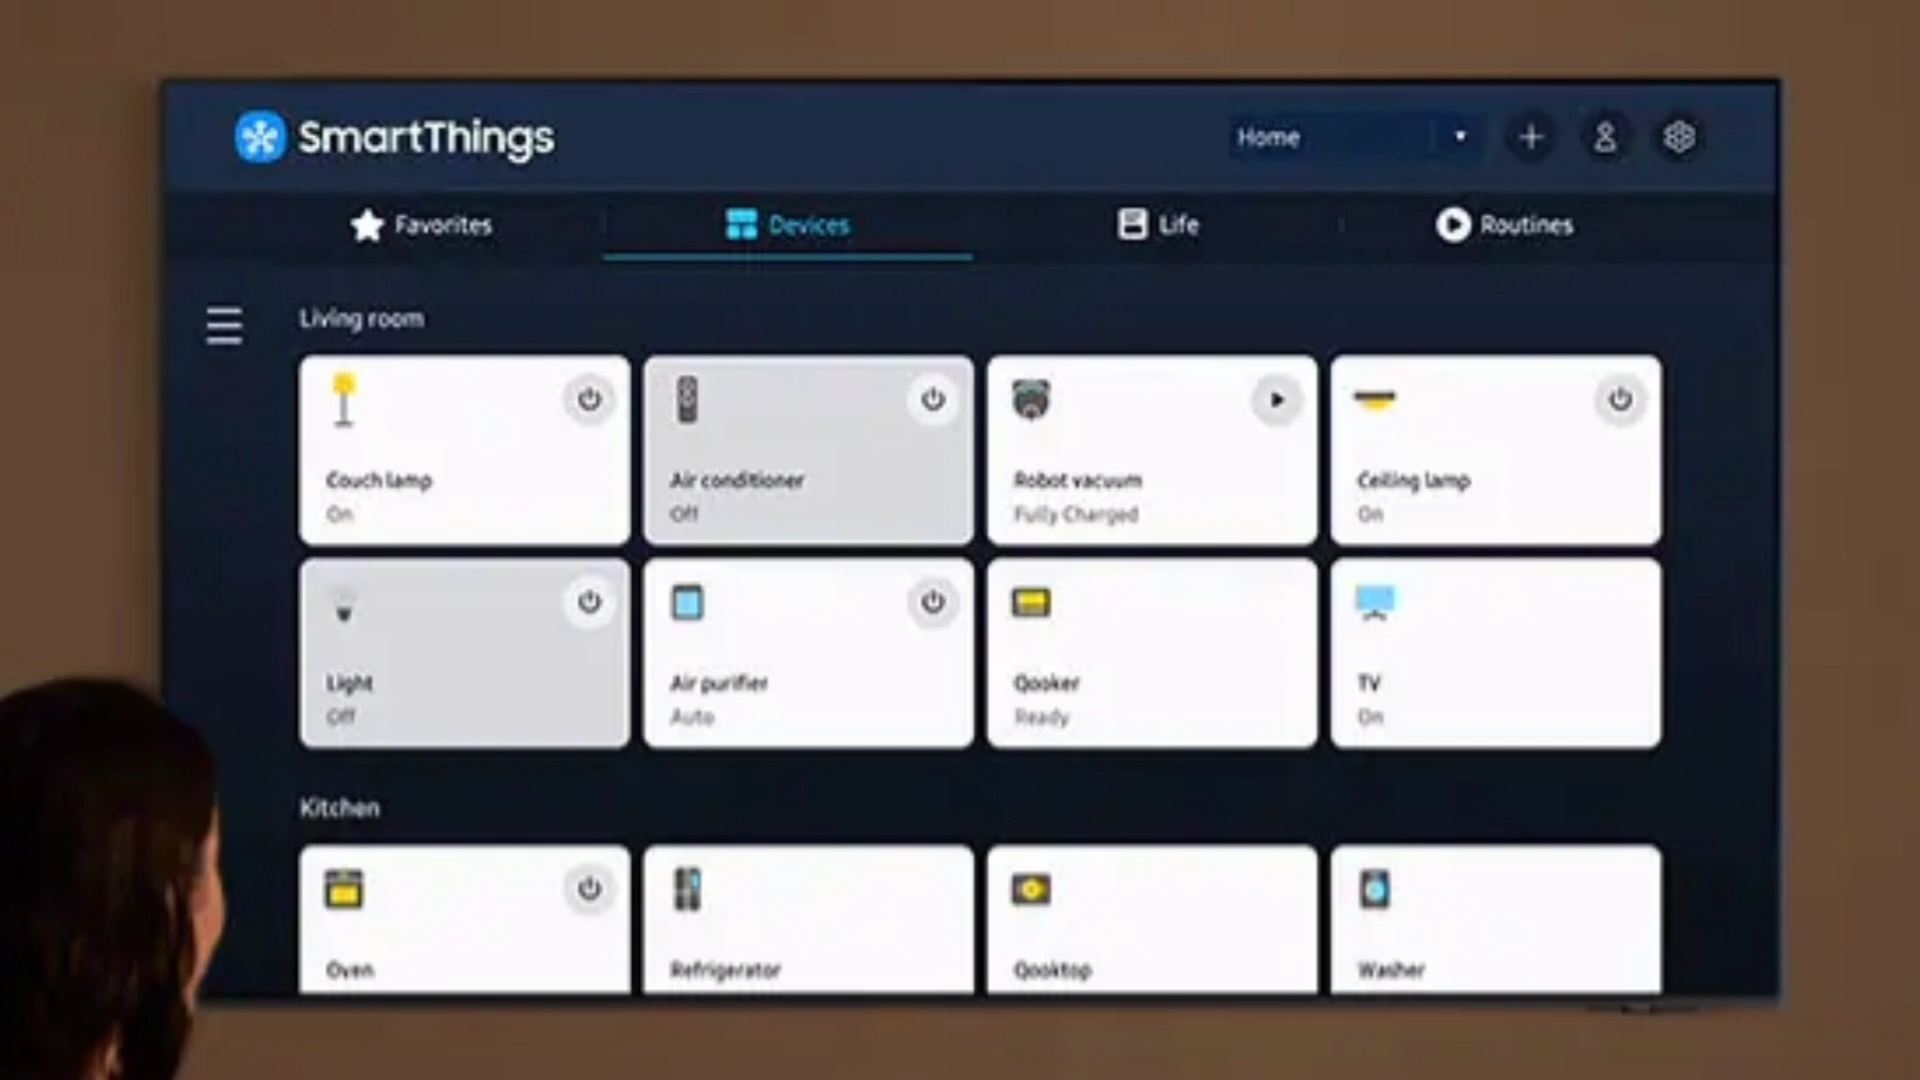 SmartThings
Home
Favorites
Devices
Life
Routines
Living room
Couch lamp
On
Air conditioner
Off
Robot vacuum
Fully Charged
Ceiling lamp
On
Light
Off
Air purifier
Auto
Qooker
Ready
TV
On
Kitchen
Oven
Refrigerator
Qooktop
Washer